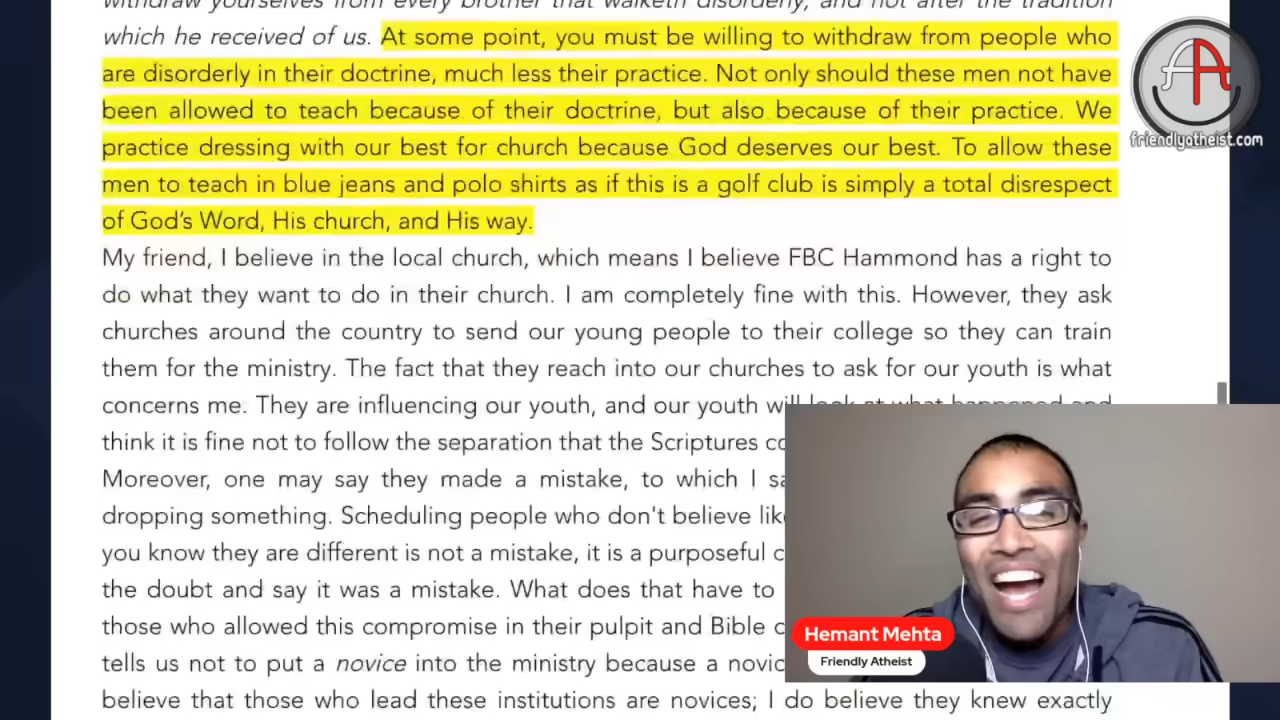 withdraw yourselves from every brother that walketh disorderly, and not after the tradition
which he received of us. At some point, you must be willing to withdraw from people who
are disorderly in their doctrine, much less their practice. Not only should these men not have
been allowed to teach because of their doctrine, but also because of their practice. We
practice dressing with our best for church because God deserves our best. To allow these
men to teach in blue jeans and polo shirts as if this is a golf club is simply a total disrespect
of God's Word, His church, and His way.
My friend, I believe in the local church, which means I believe FBC Hammond has a right to
do what they want to do in their church. I am completely fine with this. However, they ask
churches around the country to send our young people to their college so they can train
them for the ministry. The fact that they reach into our churches to ask for our youth is what
concerns me. They are influencing our youth, and our youth will look at what happened and
think it is fine not to follow the separation that the Scriptures
Moreover, one may say they made a mistake, to which I
dropping something. Scheduling people who don't believe
you know they are different is not a mistake, it is a purposeful
the doubt and say it was a mistake. What does that have to
those who allowed this compromise in their pulpit and Bible
tells us not to put a novice into the ministry because a
believe that those who lead these institutions are novices; I do believe they knew exactly
AA
friendlyatheist.com
Hemant Mehta
Friendly Atheist